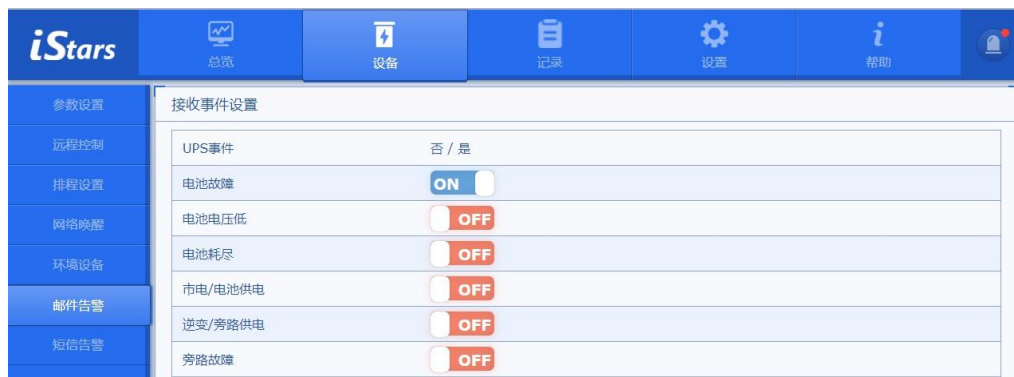 iStars
总览
设备
记录
设置
帮助
参数设置
远程控制
排程设置
网络唤醒
环境设备
邮件告警
短信告警
接收事件设置
UPS事件 否 / 是
电池故障 ON
电池电压低 OFF
电池耗尽 OFF
市电/电池供电 OFF
逆变/旁路供电 OFF
旁路故障 OFF